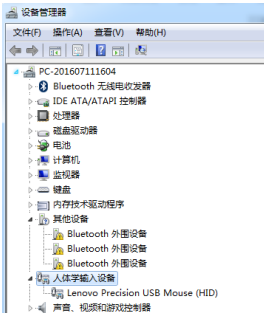 设备管理器
文件(F) 操作(A) 查看(V) 帮助(H)
PC-201607111604
Bluetooth 无线电收发器
IDE ATA/ATAPI 控制器
处理器
磁盘驱动器
电池
计算机
监视器
键盘
内存技术驱动程序
其他设备
Bluetooth 外围设备
Bluetooth 外围设备
Bluetooth 外围设备
人体学输入设备
Lenovo Precision USB Mouse (HID)
声音、视频和游戏控制器